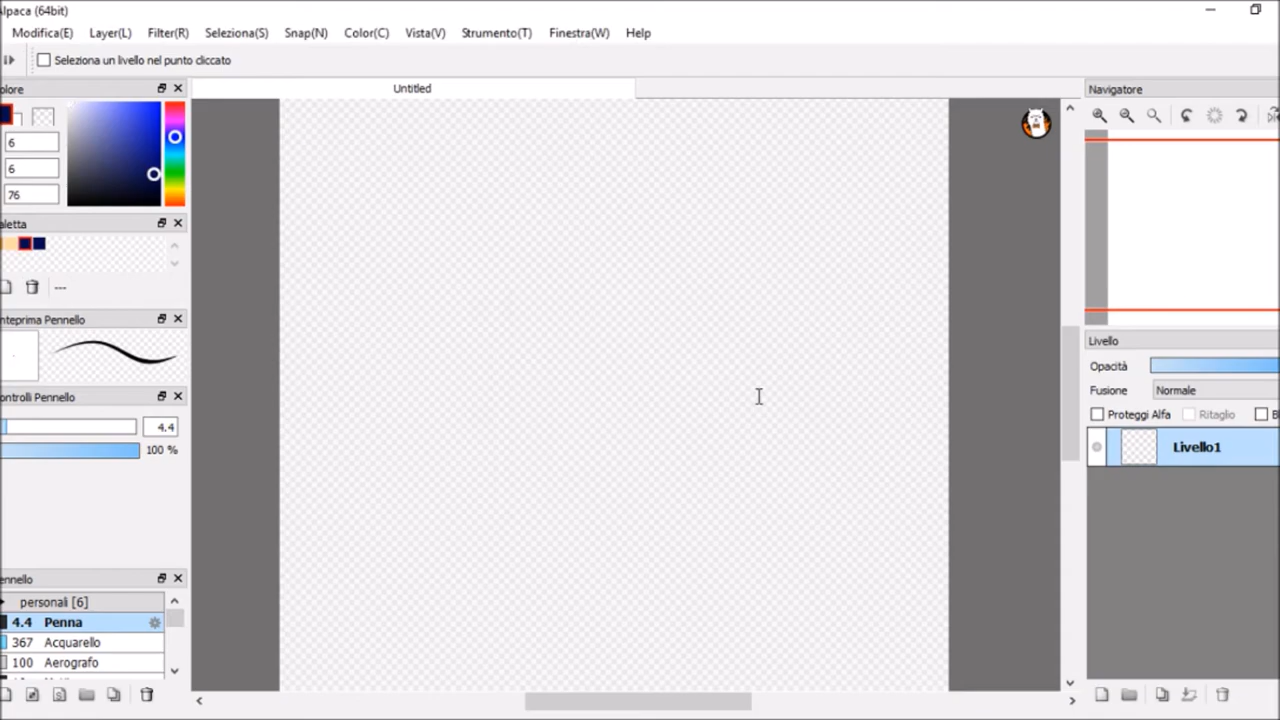 lpaca (64bit)
Modifica(E) Layer(L) Filter(R) Seleziona(S) Snap(N) Color(C) Vista(V) Strumento(T) Finestra(W) Help
Seleziona un livello nel punto cliccato
olore
Untitled
Navigatore
6
6
76
aletta
---
nteprima Pennello
Livello
Opacità
ontrolli Pennello
Fusione Normale
Proteggi Alfa Ritaglio B
4.4
100 %
Livello1
ennello
personali [6]
4.4 Penna
367 Acquarello
100 Aerografo